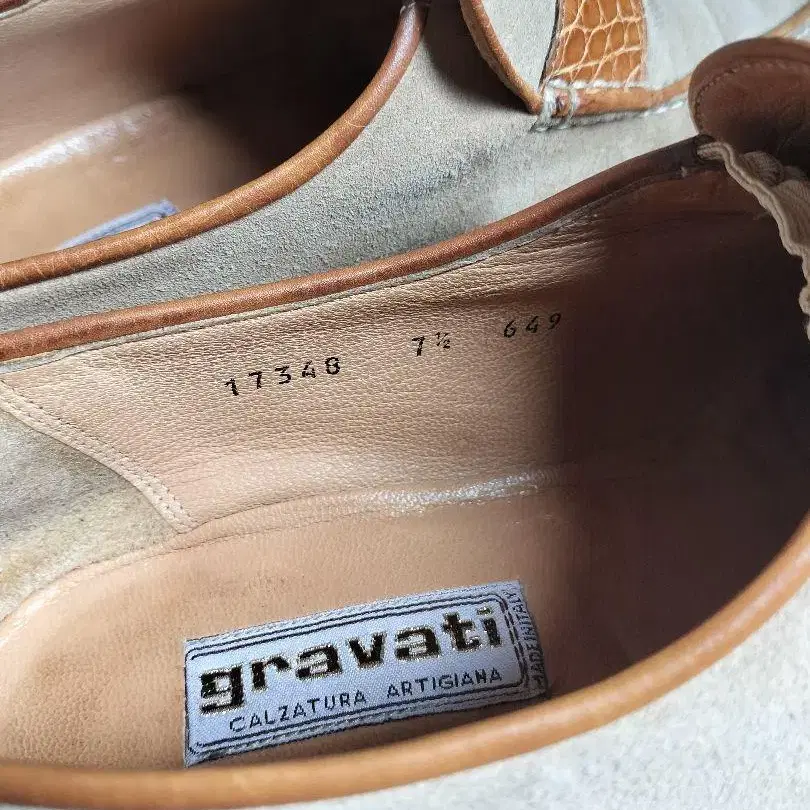 17348 7½ 649
gravati
CALZATURA ARTIGIANA
MADE IN ITALY